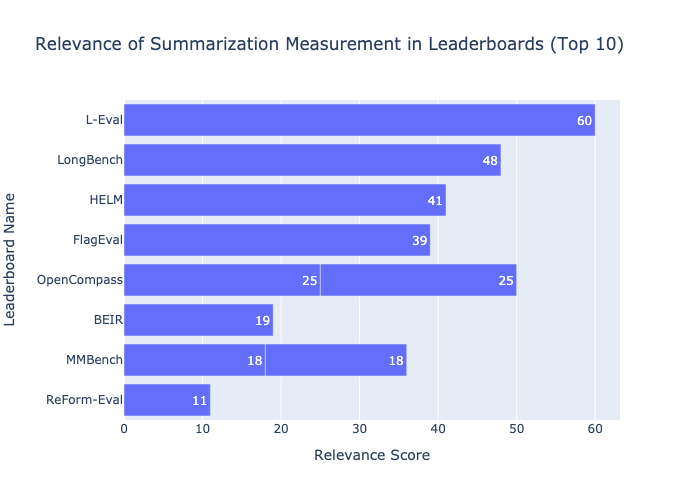 Relevance of Summarization Measurement in Leaderboards (Top 10)
Leaderboard Name
L-Eval 60
LongBench 48
HELM 41
FlagEval 39
OpenCompass 25 25
BEIR 19
MMBench 18 18
ReForm-Eval 11
0 10 20 30 40 50 60
Relevance Score